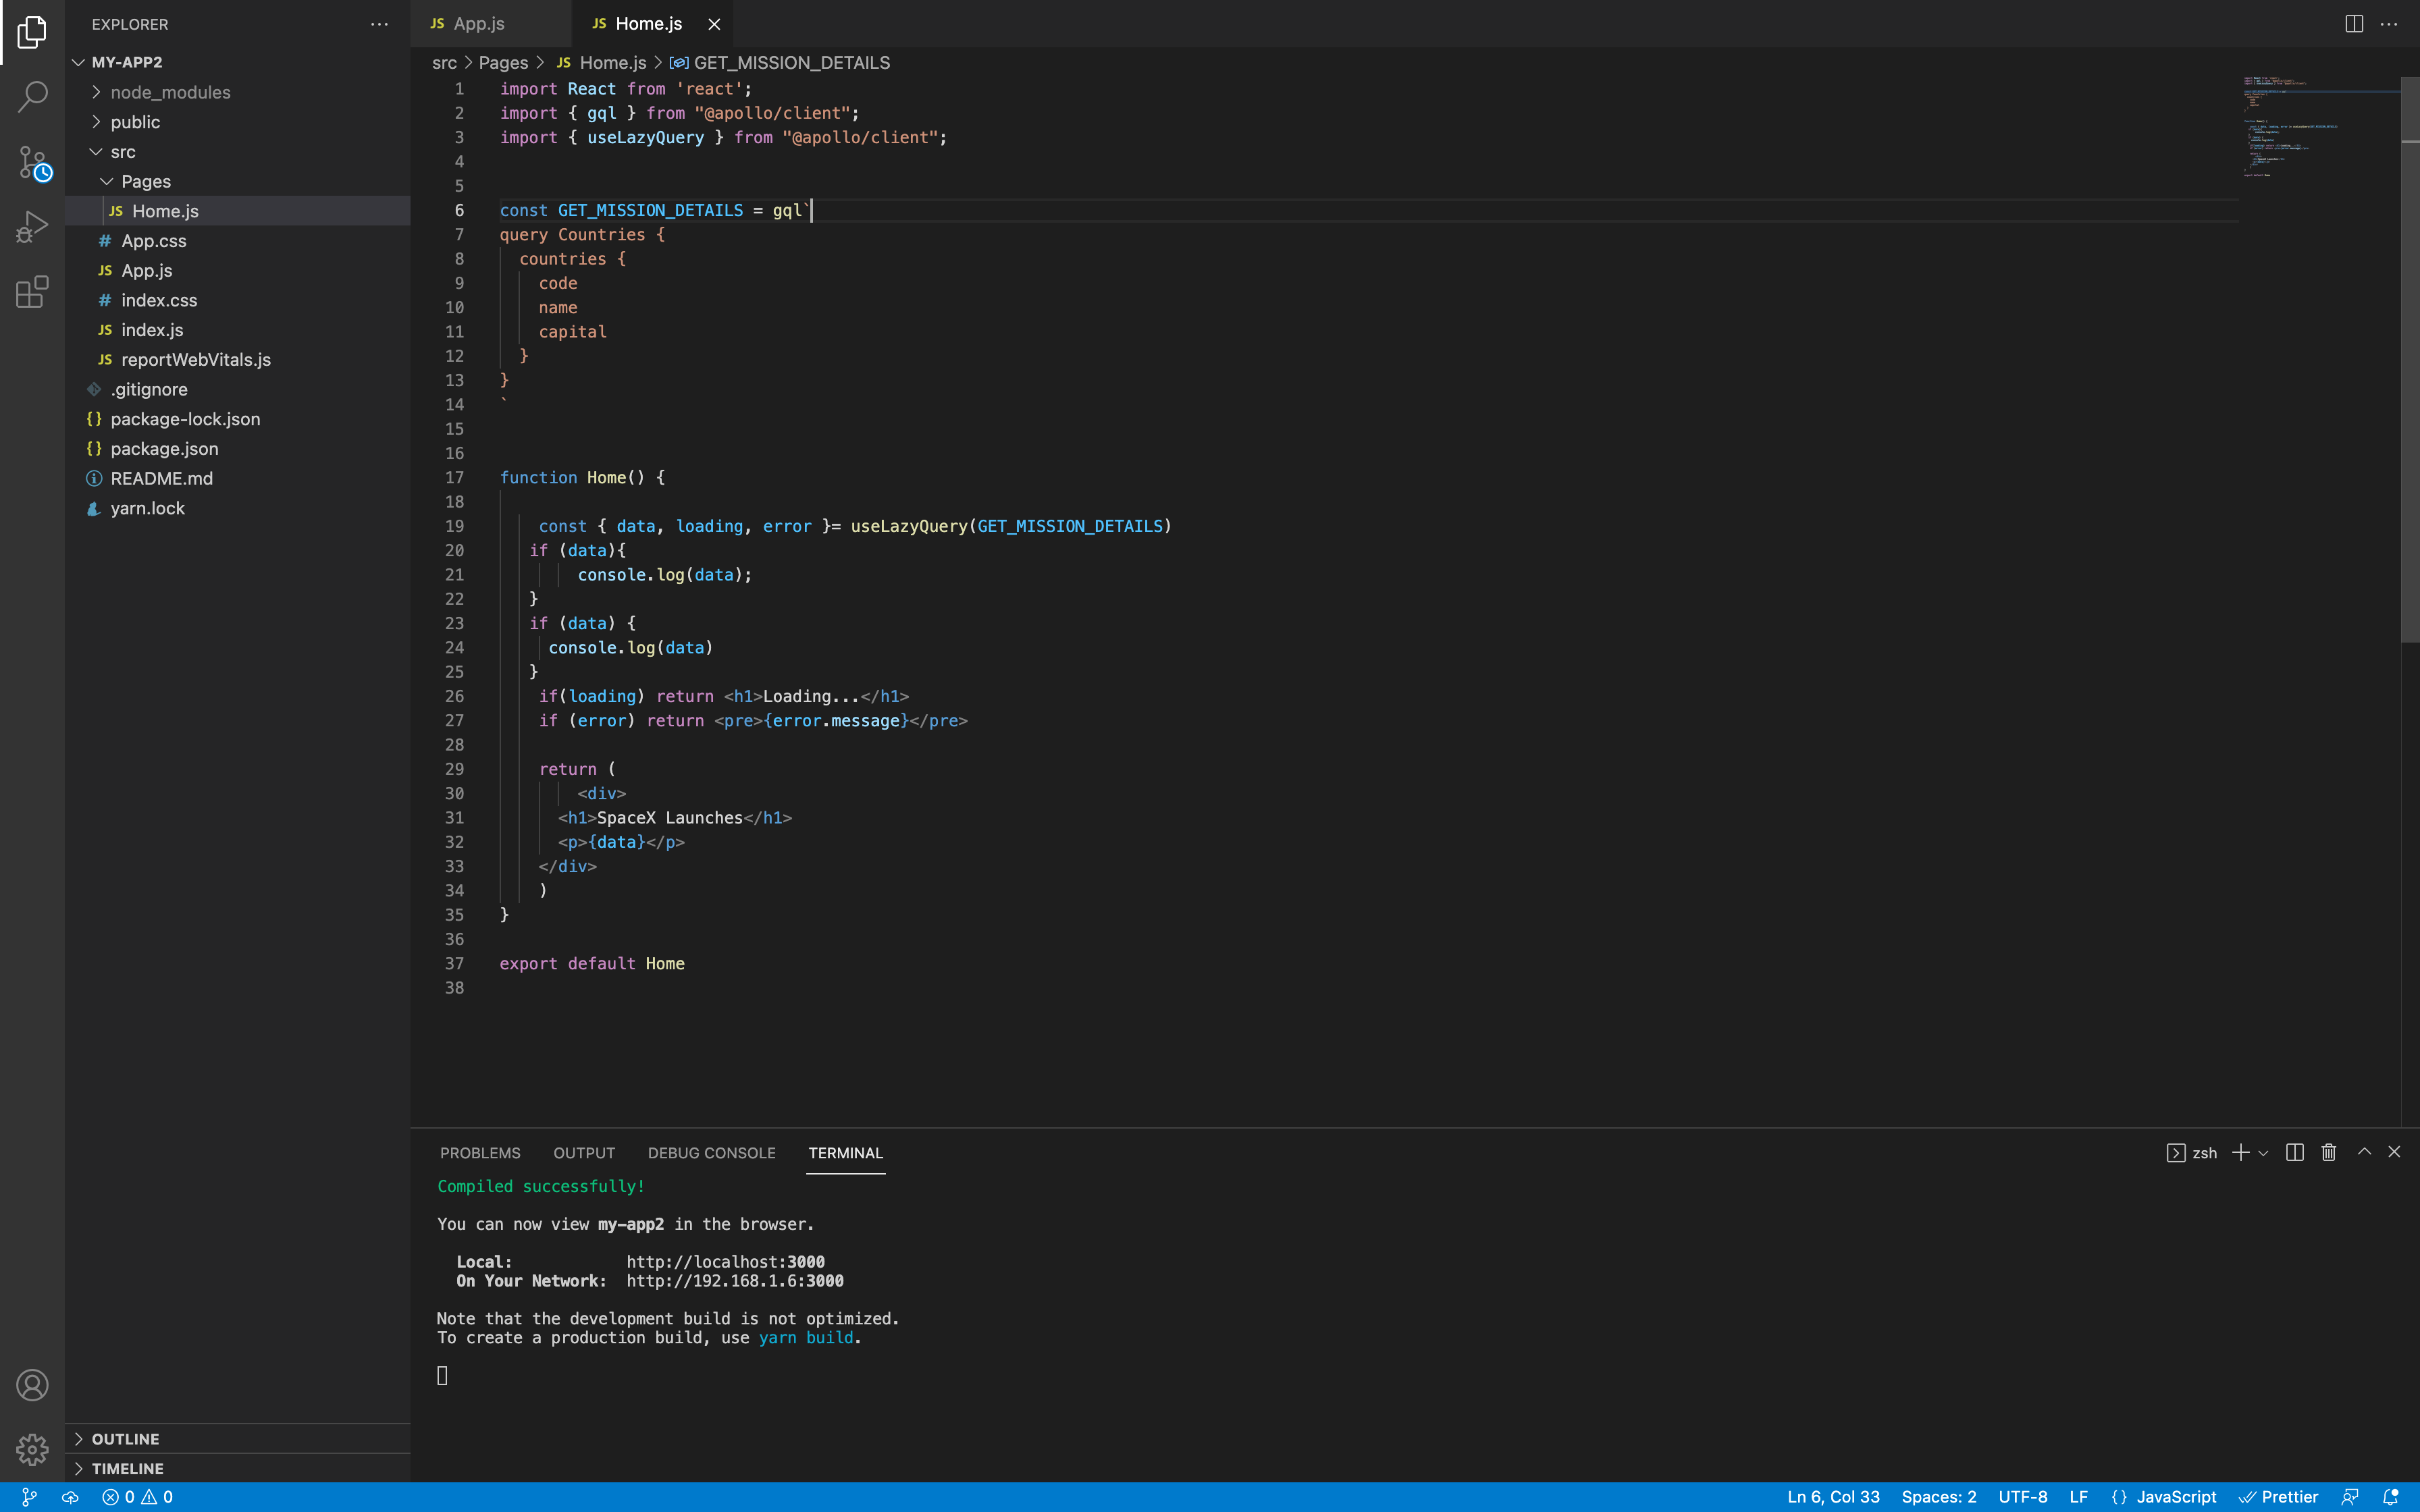 EXPLORER
MY-APP2
node_modules
public
src
Pages
JS Home.js
# App.css
JS App.js
# index.css
JS index.js
JS reportWebVitals.js
.gitignore
{} package-lock.json
{} package.json
README.md
yarn.lock
OUTLINE
TIMELINE
JS App.js
JS Home.js
src > Pages > JS Home.js > GET_MISSION_DETAILS
1 import React from 'react';
2 import { gql } from "@apollo/client";
3 import { useLazyQuery } from "@apollo/client";
4
5
6 const GET_MISSION_DETAILS = gql`
7 query Countries {
8 countries {
9 code
10 name
11 capital
12 }
13 }
14 `
15
16
17 function Home() {
18
19 const { data, loading, error }= useLazyQuery(GET_MISSION_DETAILS)
20 if (data){
21 console.log(data);
22 }
23 if (data) {
24 console.log(data)
25 }
26 if(loading) return <h1>Loading...</h1>
27 if (error) return <pre>{error.message}</pre>
28
29 return (
30 <div>
31 <h1>SpaceX Launches</h1>
32 <p>{data}</p>
33 </div>
34 )
35 }
36
37 export default Home
38
PROBLEMS OUTPUT DEBUG CONSOLE TERMINAL
zsh
Compiled successfully!
You can now view my-app2 in the browser.
Local: http://localhost:3000
On Your Network: http://192.168.1.6:3000
Note that the development build is not optimized.
To create a production build, use yarn build.
0 0
Ln 6, Col 33 Spaces: 2 UTF-8 LF {} JavaScript Prettier